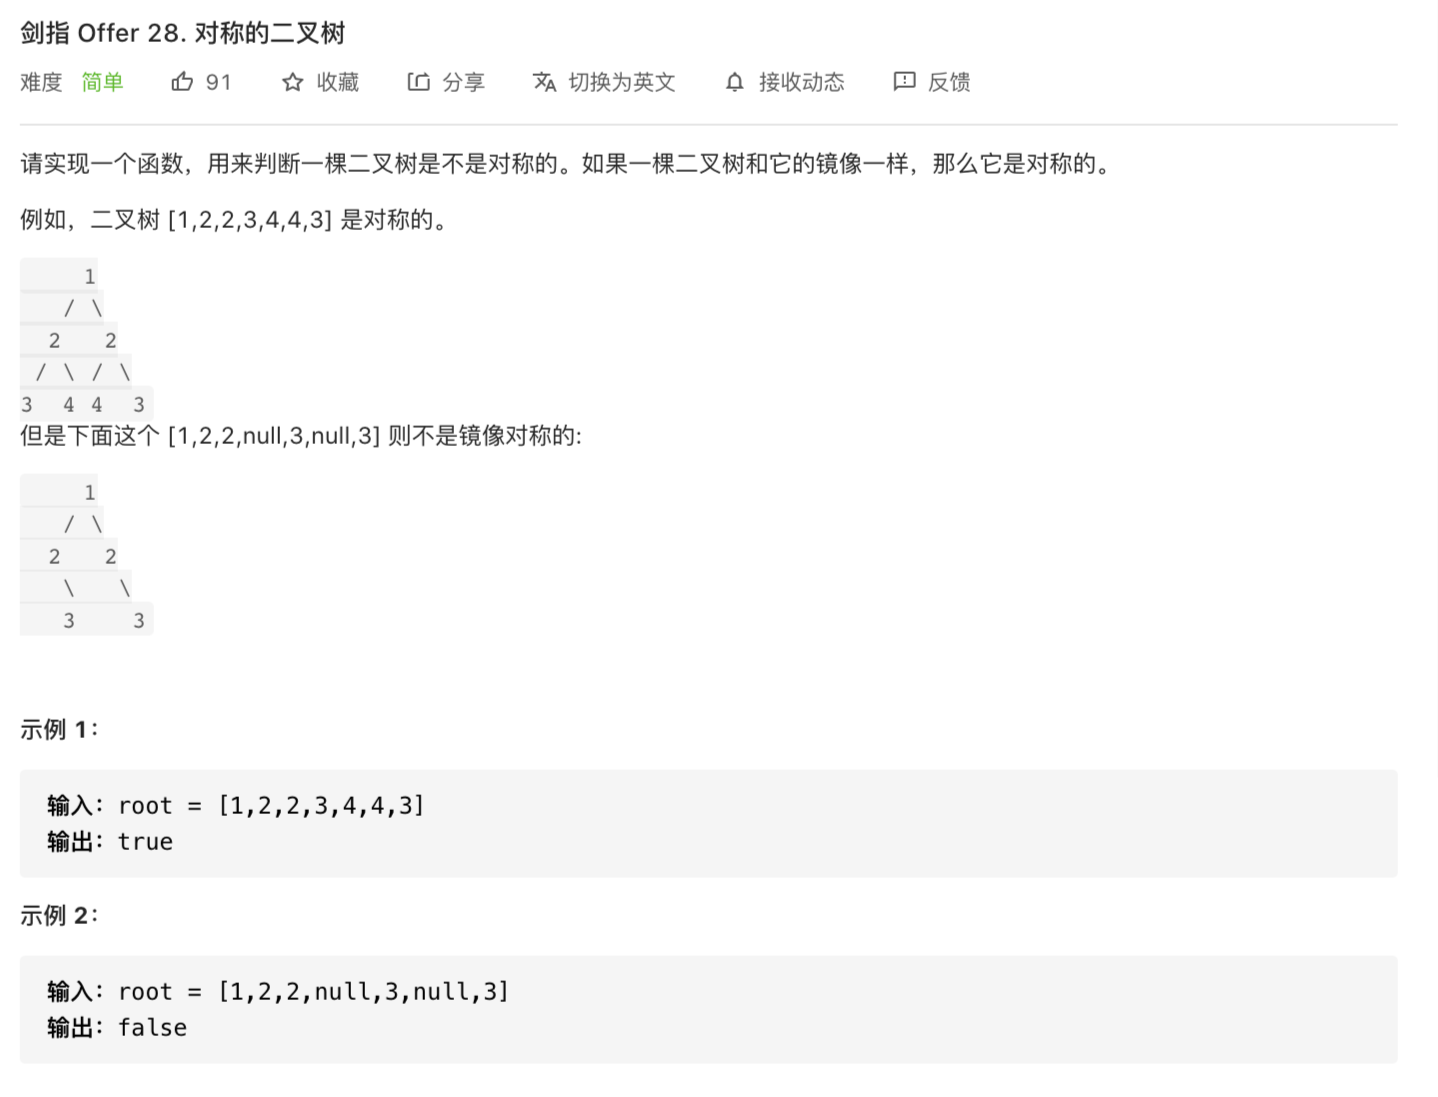 剑指 Offer 28. 对称的二叉树
难度 简单 91 收藏 分享 切换为英文 接收动态 反馈
请实现一个函数，用来判断一棵二叉树是不是对称的。如果一棵二叉树和它的镜像一样，那么它是对称的。
例如，二叉树 [1,2,2,3,4,4,3] 是对称的。
1
/ \
2 2
/ \ / \
3 4 4 3
但是下面这个 [1,2,2,null,3,null,3] 则不是镜像对称的:
1
/ \
2 2
\ \
3 3
示例 1：
输入：root = [1,2,2,3,4,4,3]
输出：true
示例 2：
输入：root = [1,2,2,null,3,null,3]
输出：false